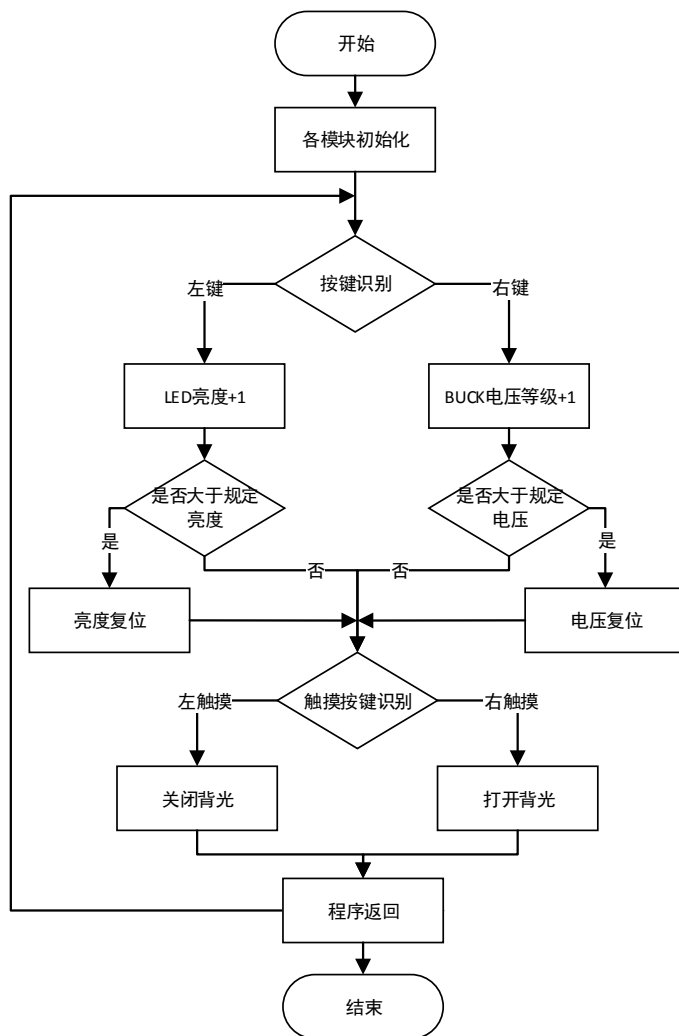 开始
各模块初始化
按键识别
左键
右键
LED亮度+1
BUCK电压等级+1
是否大于规定
亮度
是否大于规定
电压
是
否
否
是
亮度复位
电压复位
触摸按键识别
左触摸
右触摸
关闭背光
打开背光
程序返回
结束